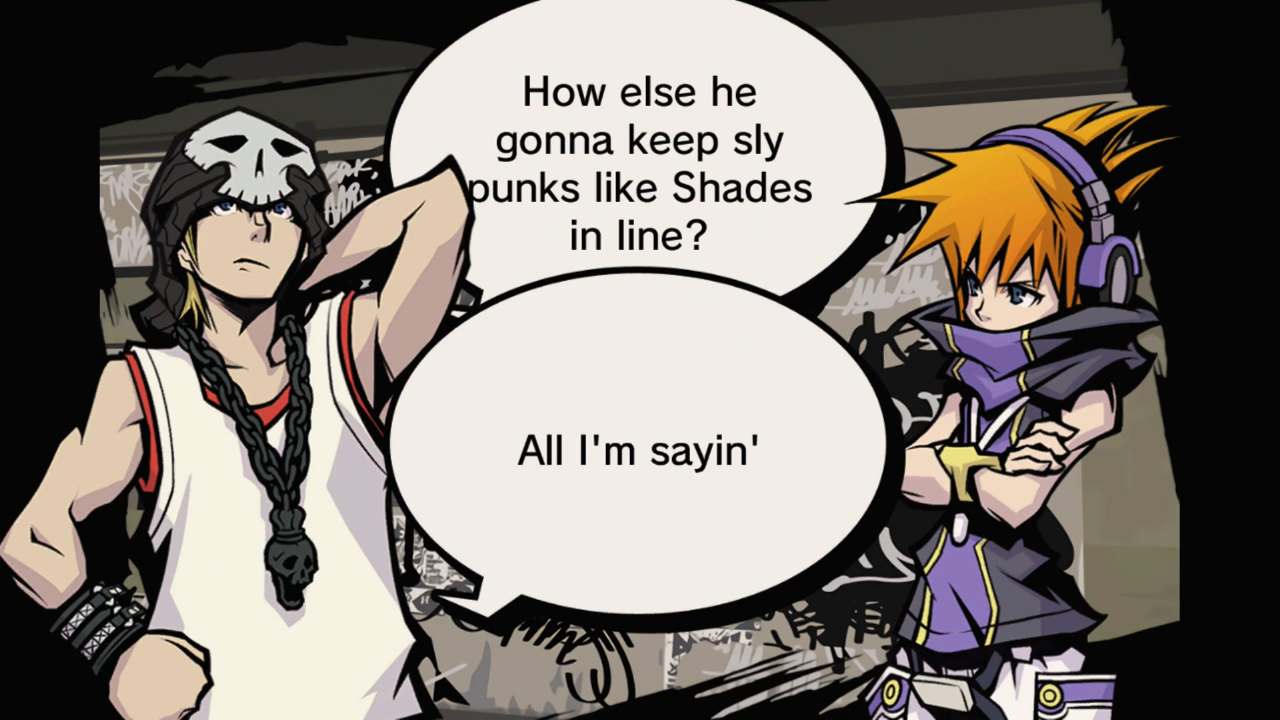 How else he
gonna keep sly
punks like Shades
in line?
All I'm sayin'